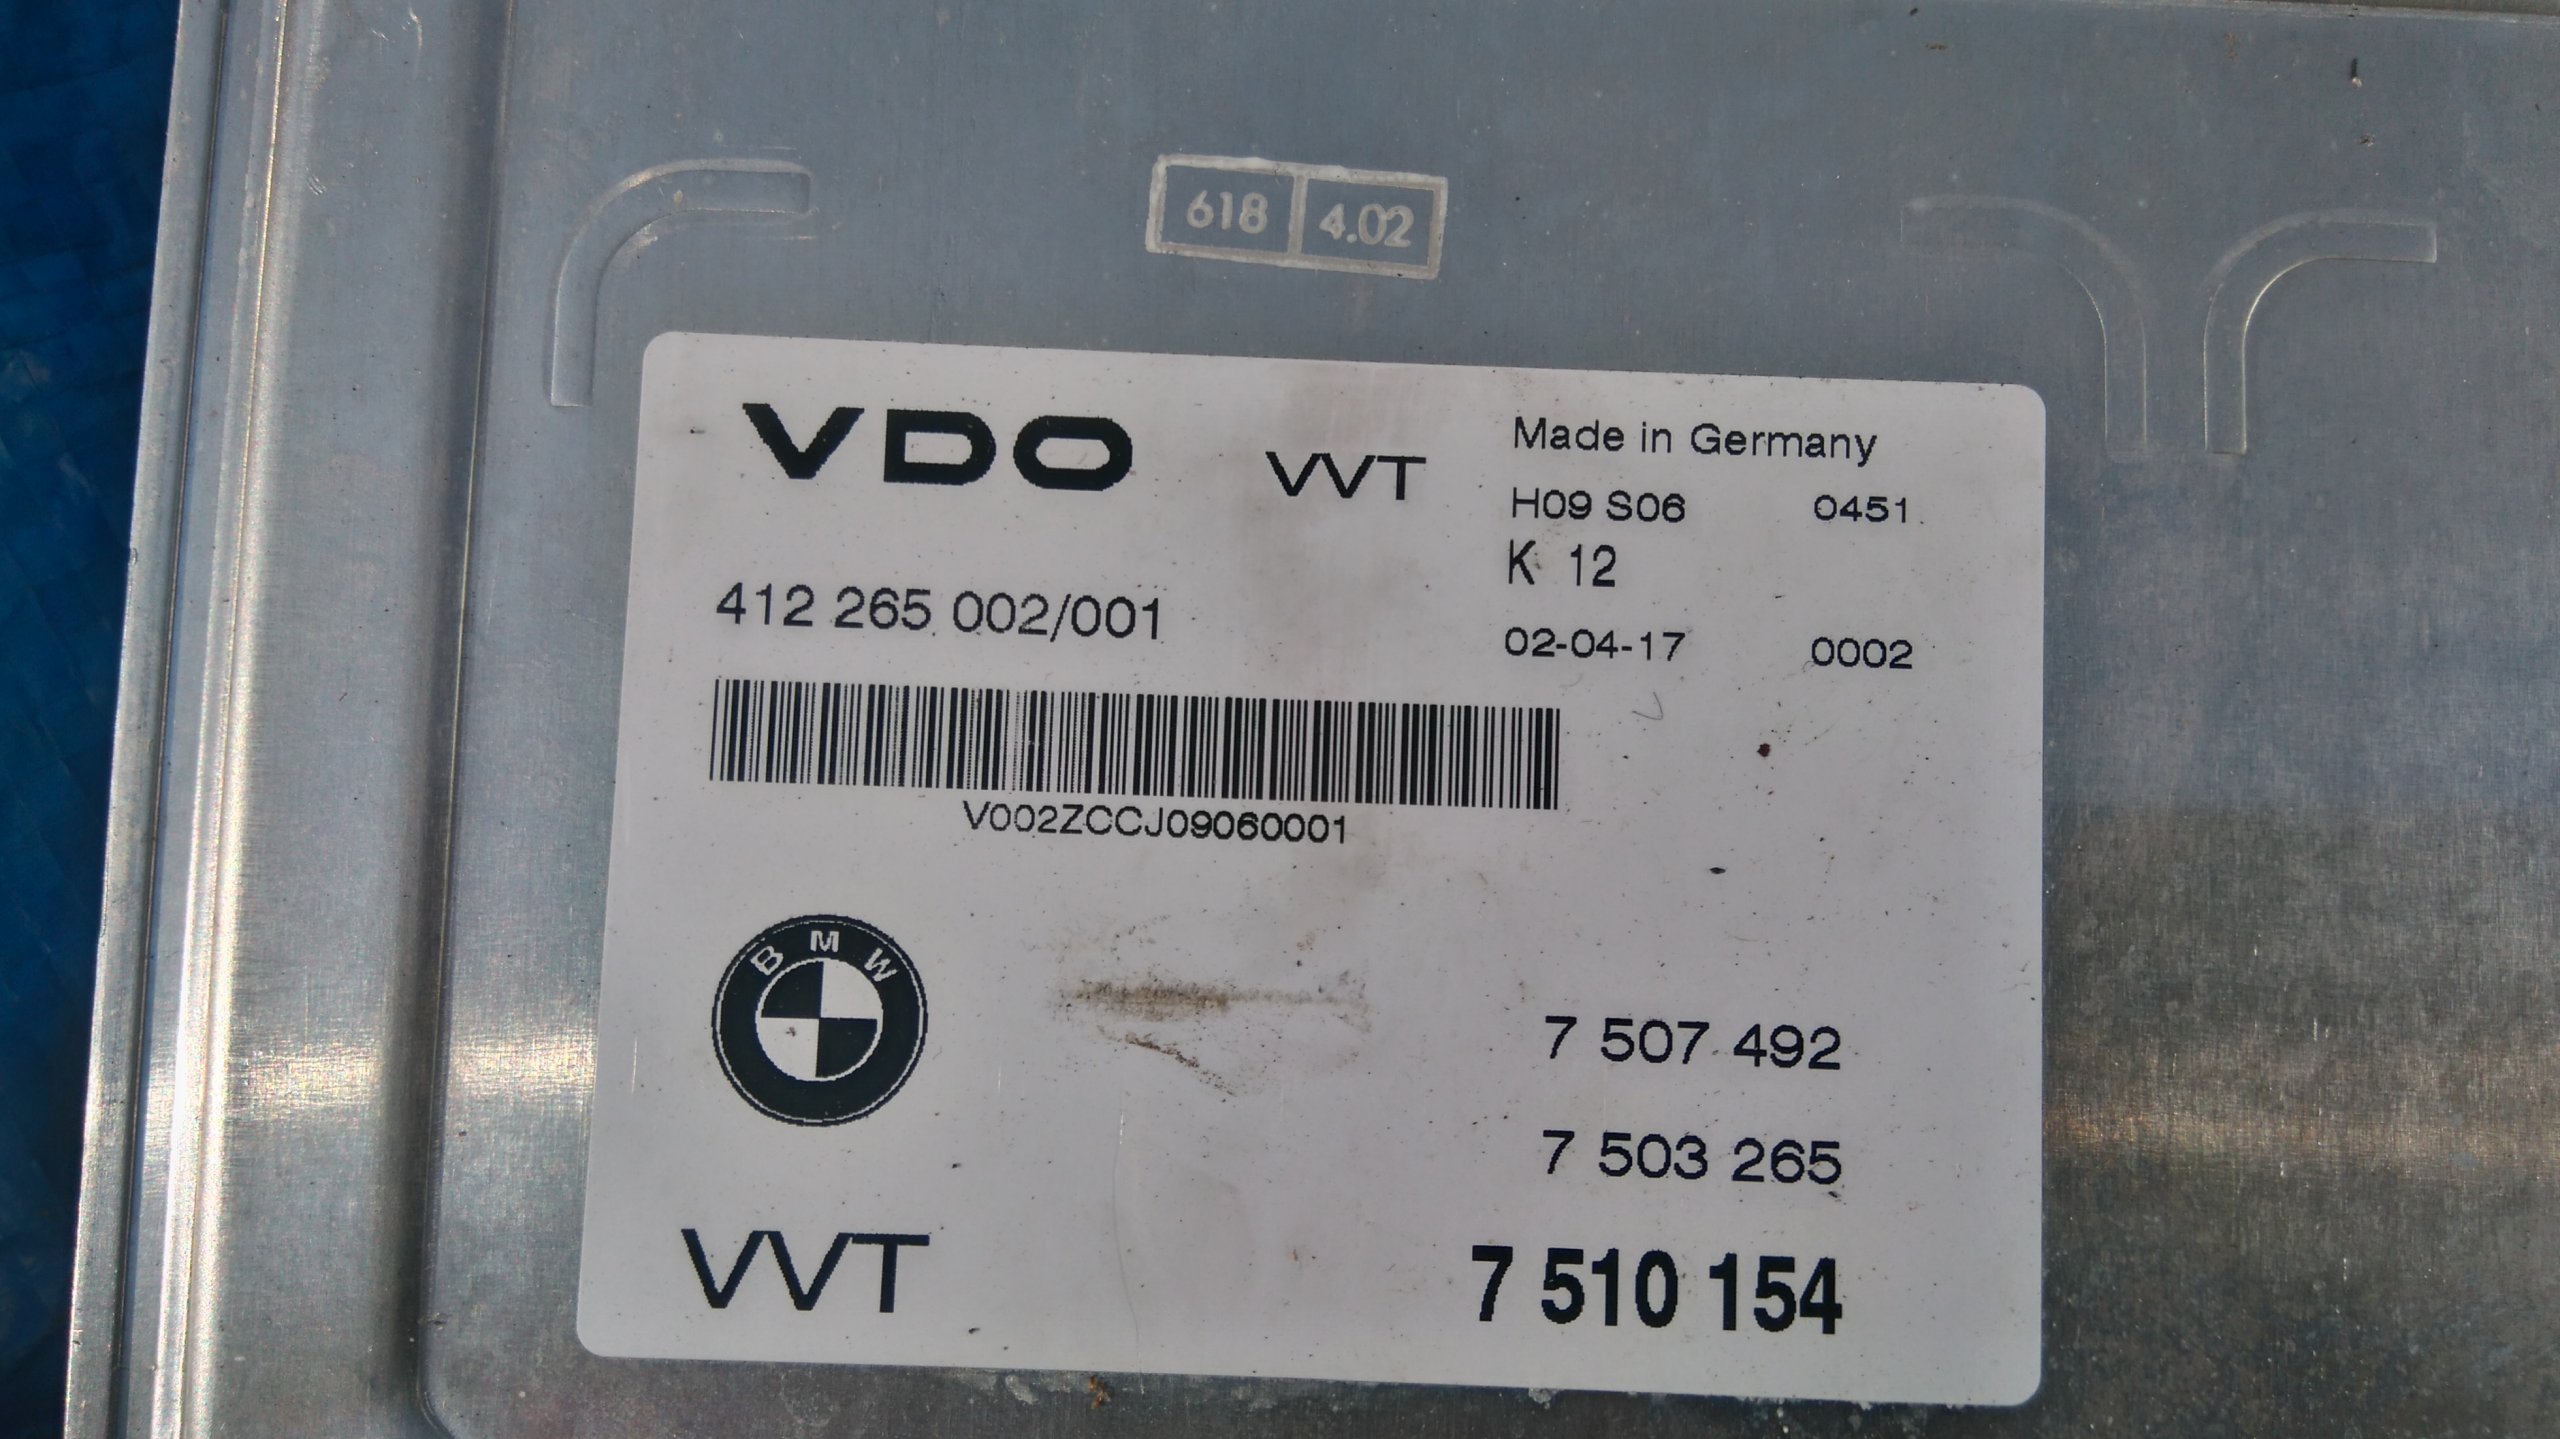 618 4.02
VDO VVT Made in Germany
H09 S06 0451
K 12
412 265 002/001
02-04-17 0002
V002ZCCJ09060001
BMW
7 507 492
7 503 265
VVT 7 510 154